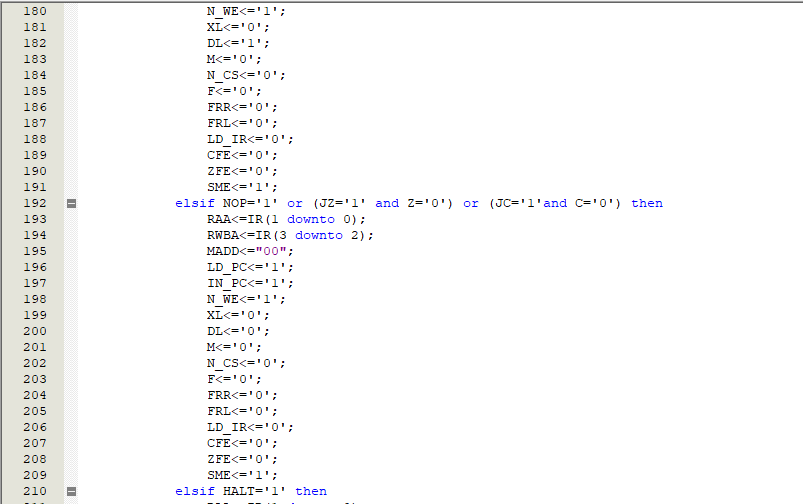 180 N_WE<='1';
181 XL<='0';
182 DL<='1';
183 M<='0';
184 N_CS<='0';
185 F<='0';
186 FRR<='0';
187 FRL<='0';
188 LD_IR<='0';
189 CFE<='0';
190 ZFE<='0';
191 SME<='1';
192 elsif NOP='1' or (JZ='1' and Z='0') or (JC='1'and C='0') then
193 RAA<=IR(1 downto 0);
194 RWBA<=IR(3 downto 2);
195 MADD<="00";
196 LD_PC<='1';
197 IN_PC<='1';
198 N_WE<='1';
199 XL<='0';
200 DL<='0';
201 M<='0';
202 N_CS<='0';
203 F<='0';
204 FRR<='0';
205 FRL<='0';
206 LD_IR<='0';
207 CFE<='0';
208 ZFE<='0';
209 SME<='1';
210 elsif HALT='1' then